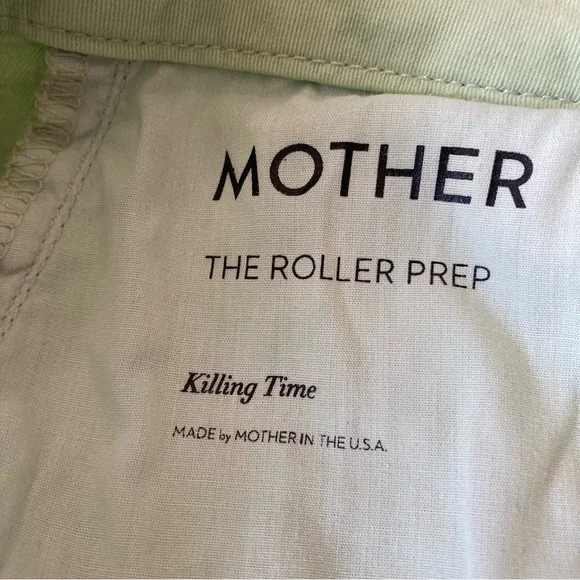 MOTHER
THE ROLLER PREP
Killing Time
MADE by MOTHER IN THE U.S.A.